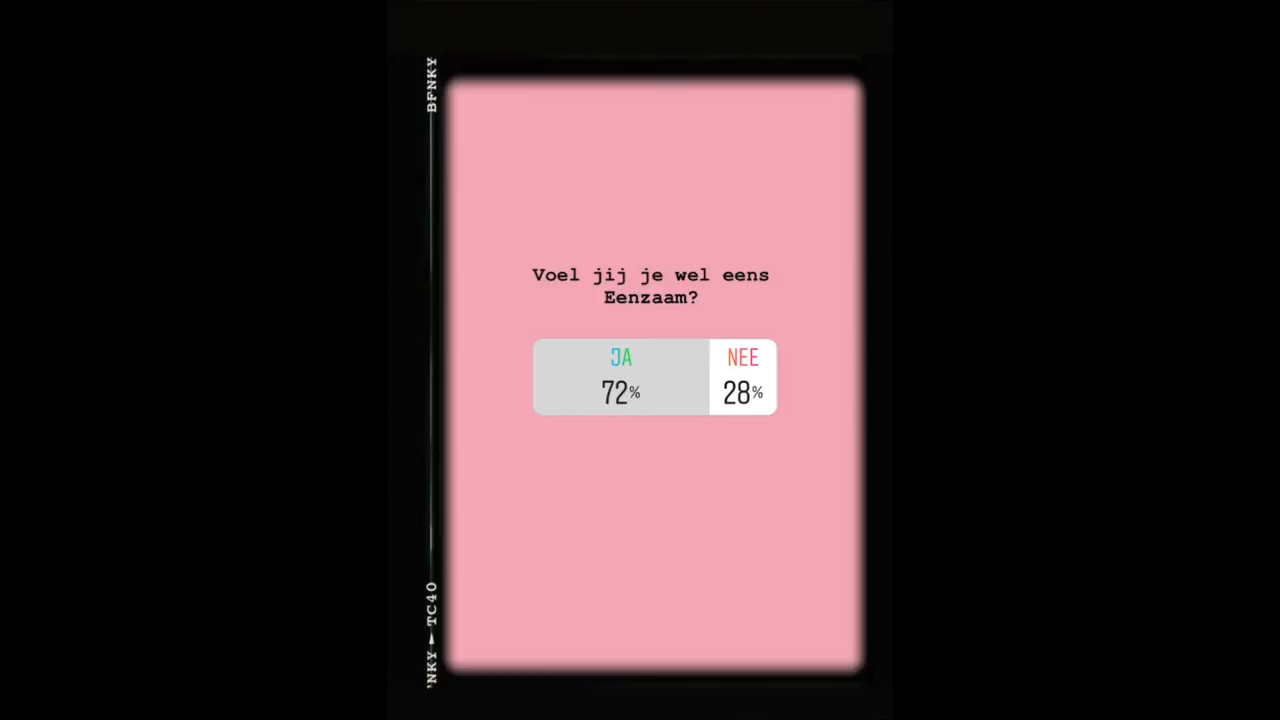 BFNKY
Voel jij je wel eens
Eenzaam?
JA NEE
72% 28%
TC40
NKY